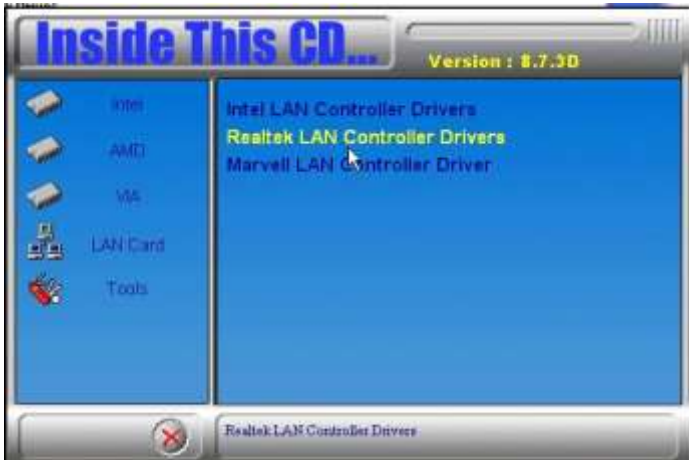 Inside This CD...
Version : 8.7.3D
Intel
AMD
VIA
LAN Card
Tools
Intel LAN Controller Drivers
Realtek LAN Controller Drivers
Marvell LAN Controller Driver
Realtek LAN Controller Drivers